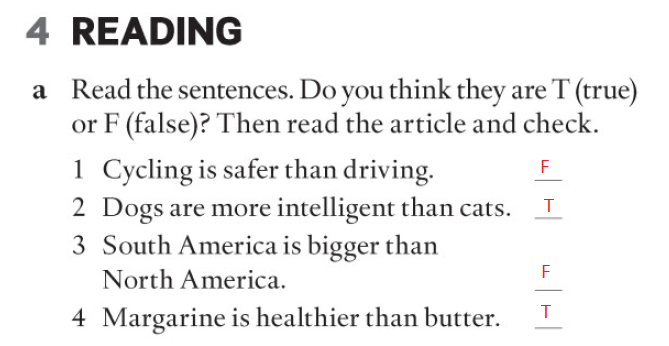 4 READING
a Read the sentences. Do you think they are T (true)
or F (false)? Then read the article and check.
1 Cycling is safer than driving. F
2 Dogs are more intelligent than cats. T
3 South America is bigger than
North America. F
4 Margarine is healthier than butter. T